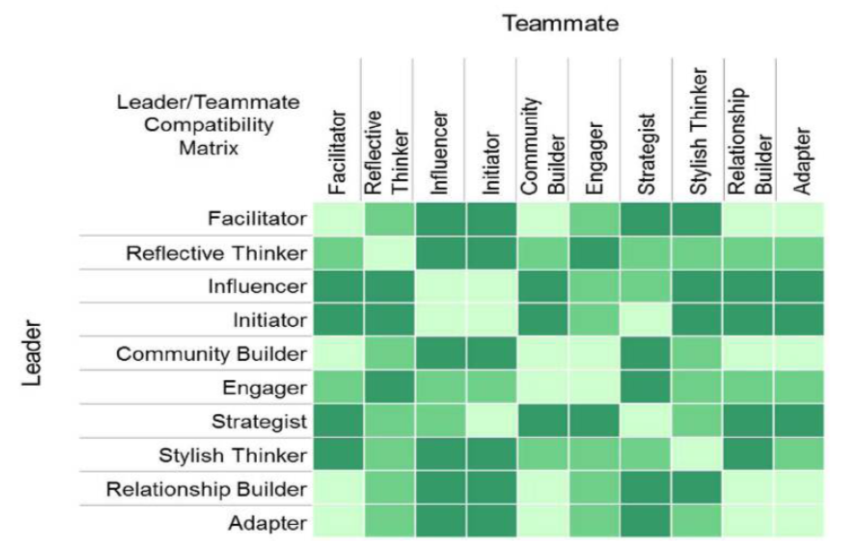 Teammate
Leader/Teammate
Compatibility
Matrix
Facilitator
Reflective
Thinker
Influencer
Initiator
Community
Builder
Engager
Strategist
Stylish Thinker
Relationship
Builder
Adapter
Leader
Facilitator
Reflective Thinker
Influencer
Initiator
Community Builder
Engager
Strategist
Stylish Thinker
Relationship Builder
Adapter